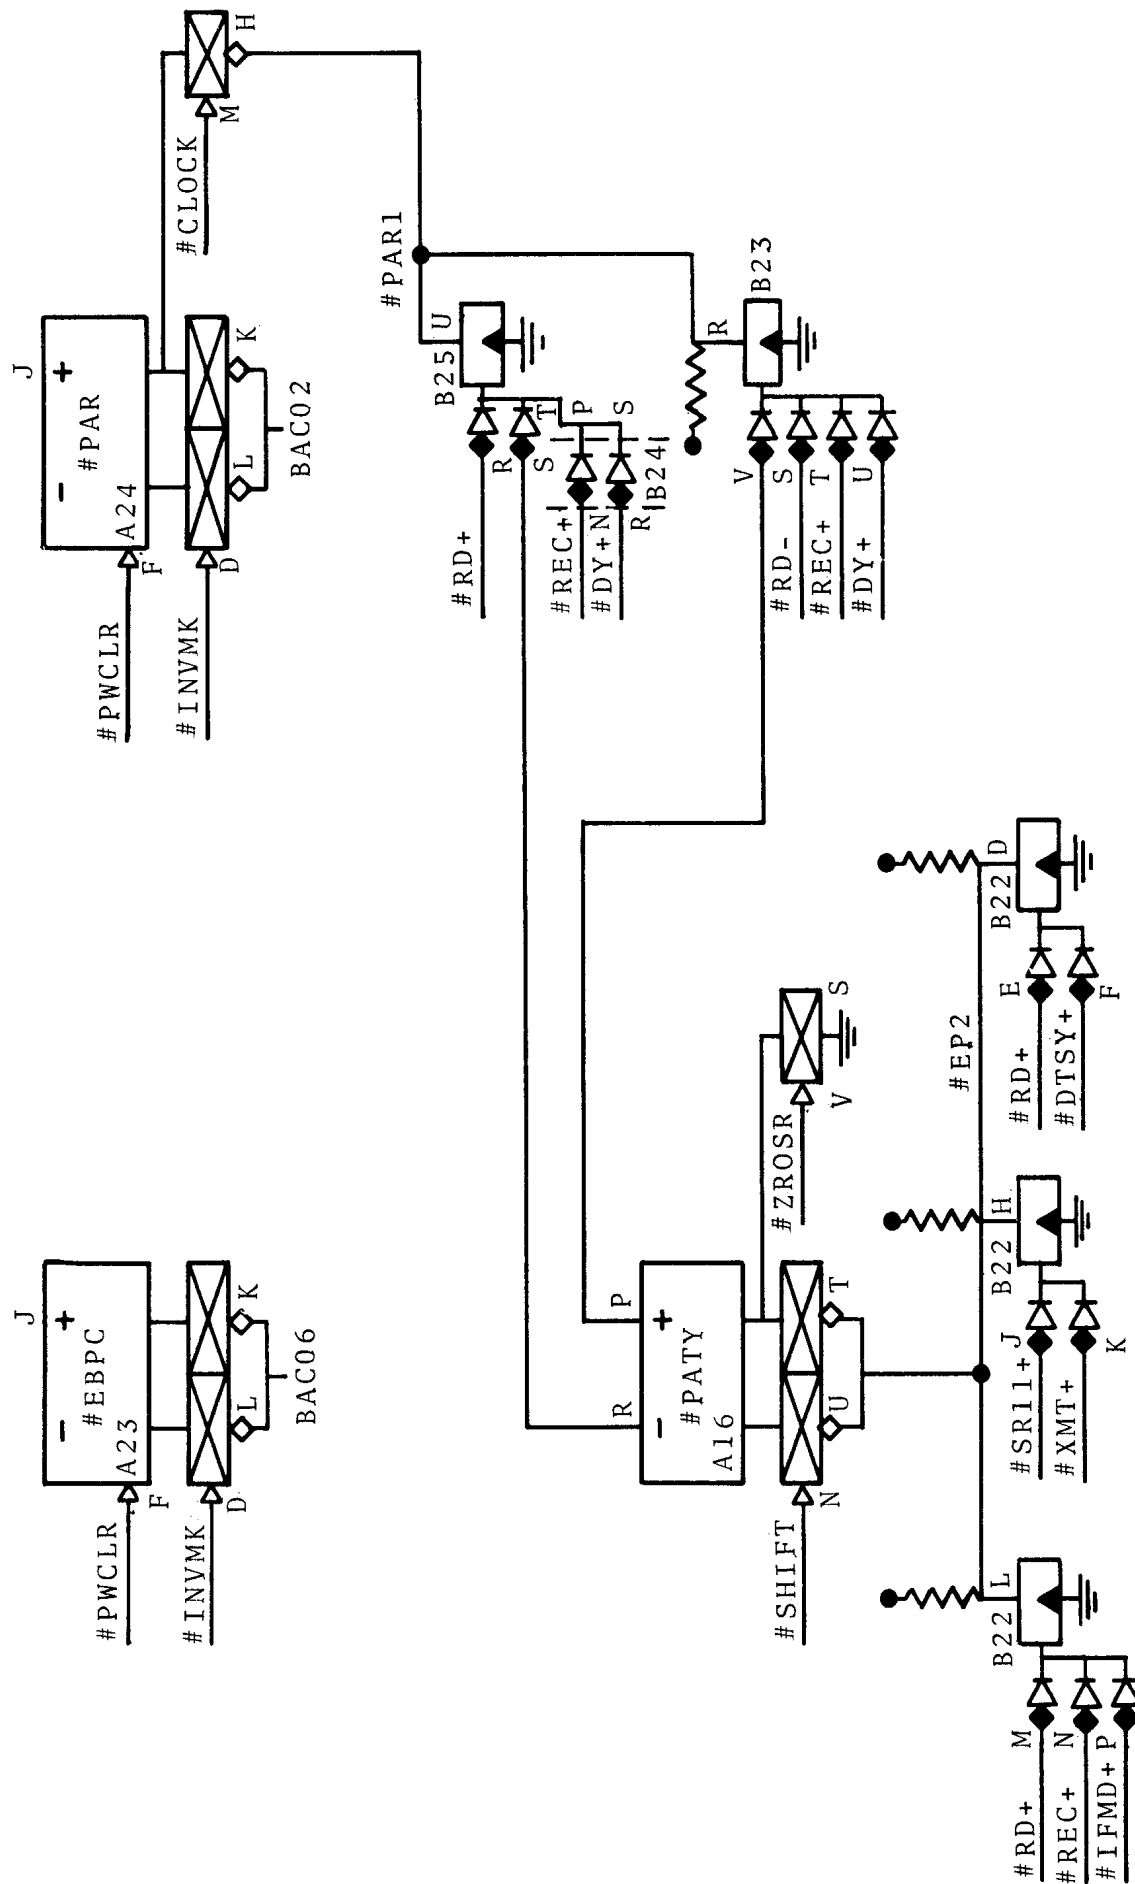 J
J
- +
- +
#EBPC
#PAR
#PWCLR
A23
#PWCLR
A24
F
F
#INVMK
#INVMK
#CLOCK
D
L
K
D
L
K
M
H
BAC06
BAC02
#PAR1
B25
U
#RD+
R
S
T
#REC+
P
#DY+
N
R
S
B24
R
P
- +
#PATY
A16
R
B23
#SHIFT
#ZROSR
N
U
T
V
S
V
#RD-
S
#REC+
T
#DY+
U
#EP2
B22
L
B22
H
B22
D
#RD+
M
#SR11+
J
#RD+
E
#REC+
N
#XMT+
K
#DTSY+
F
#IFMD+
P